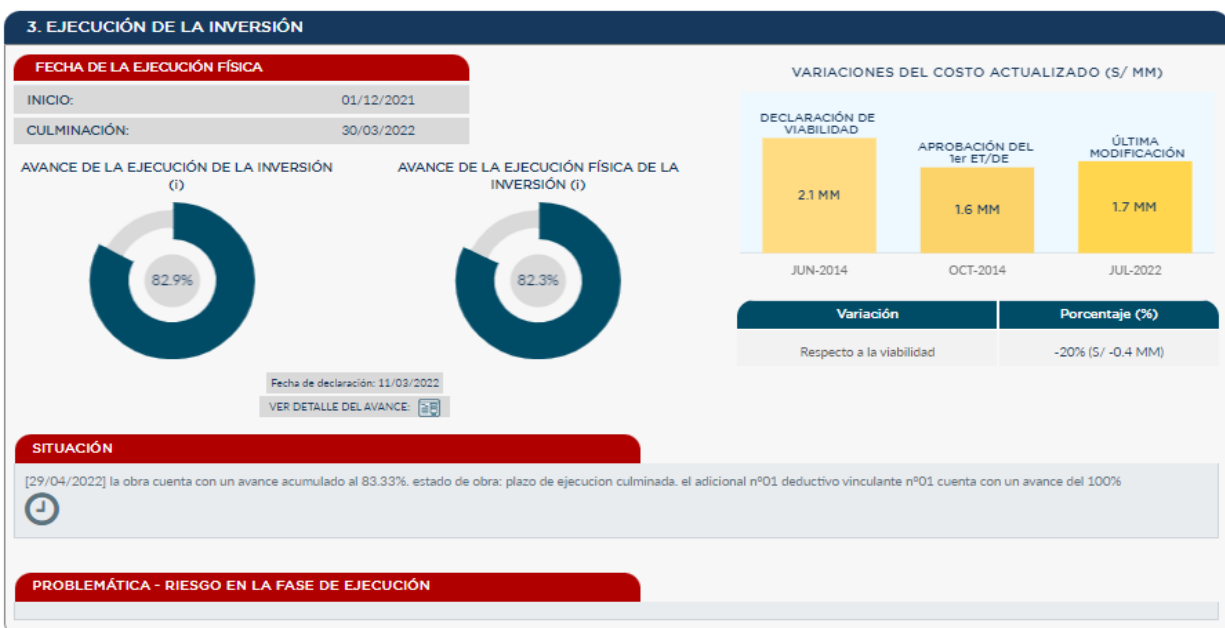 3. EJECUCIÓN DE LA INVERSIÓN
FECHA DE LA EJECUCIÓN FÍSICA
INICIO: 01/12/2021
CULMINACIÓN: 30/03/2022
AVANCE DE LA EJECUCIÓN DE LA INVERSIÓN
(i)
82.9%
AVANCE DE LA EJECUCIÓN FÍSICA DE LA
INVERSIÓN (i)
82.3%
Fecha de declaración: 11/03/2022
VER DETALLE DEL AVANCE:
VARIACIONES DEL COSTO ACTUALIZADO (S/ MM)
DECLARACIÓN DE
VIABILIDAD
2.1 MM
JUN-2014
APROBACIÓN DEL
1er ET/DE
1.6 MM
OCT-2014
ÚLTIMA
MODIFICACIÓN
1.7 MM
JUL-2022
Variación Porcentaje (%)
Respecto a la viabilidad -20% (S/ -0.4 MM)
SITUACIÓN
[29/04/2022] la obra cuenta con un avance acumulado al 83.33%. estado de obra: plazo de ejecucion culminada. el adicional nº01 deductivo vinculante nº01 cuenta con un avance del 100%
PROBLEMÁTICA - RIESGO EN LA FASE DE EJECUCIÓN